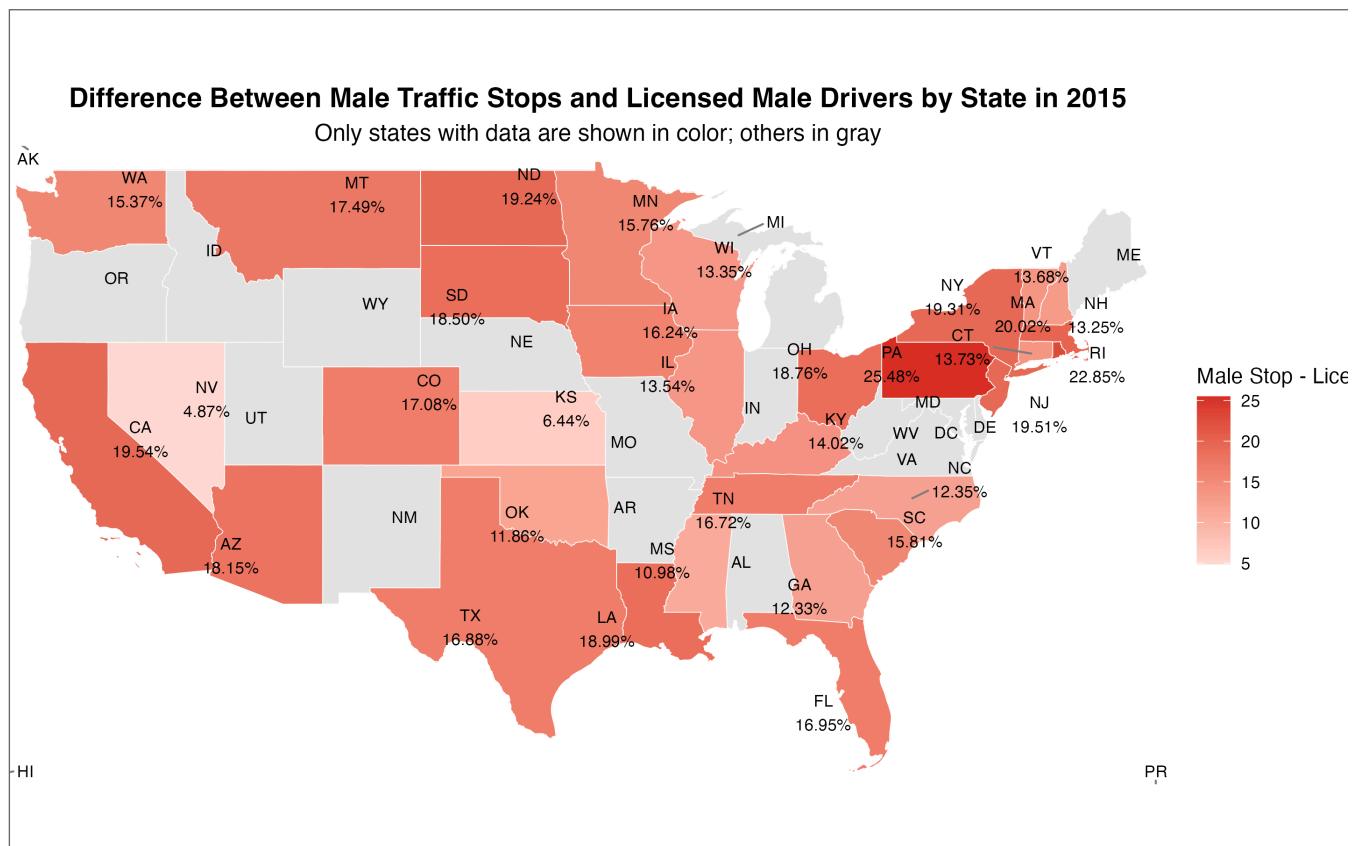 Difference Between Male Traffic Stops and Licensed Male Drivers by State in 2015
Only states with data are shown in color; others in gray
AK
WA
15.37%
MT
17.49%
ND
19.24%
MN
15.76%
MI
WI
13.35%
ID
OR
WY
SD
18.50%
IA
16.24%
NE
VT
13.68%
ME
NY
19.31%
MA
20.02%
NH
13.25%
CT
13.73%
RI
22.85%
PA
25.48%
OH
18.76%
IL
13.54%
NV
4.87%
UT
CO
17.08%
KS
6.44%
MO
IN
KY
14.02%
MD
NJ
19.51%
DE
DC
WV
VA
CA
19.54%
NC
12.35%
AZ
18.15%
NM
OK
11.86%
AR
TN
16.72%
SC
15.81%
MS
10.98%
AL
GA
12.33%
TX
16.88%
LA
18.99%
FL
16.95%
HI
PR
Male Stop - Lice
25
20
15
10
5